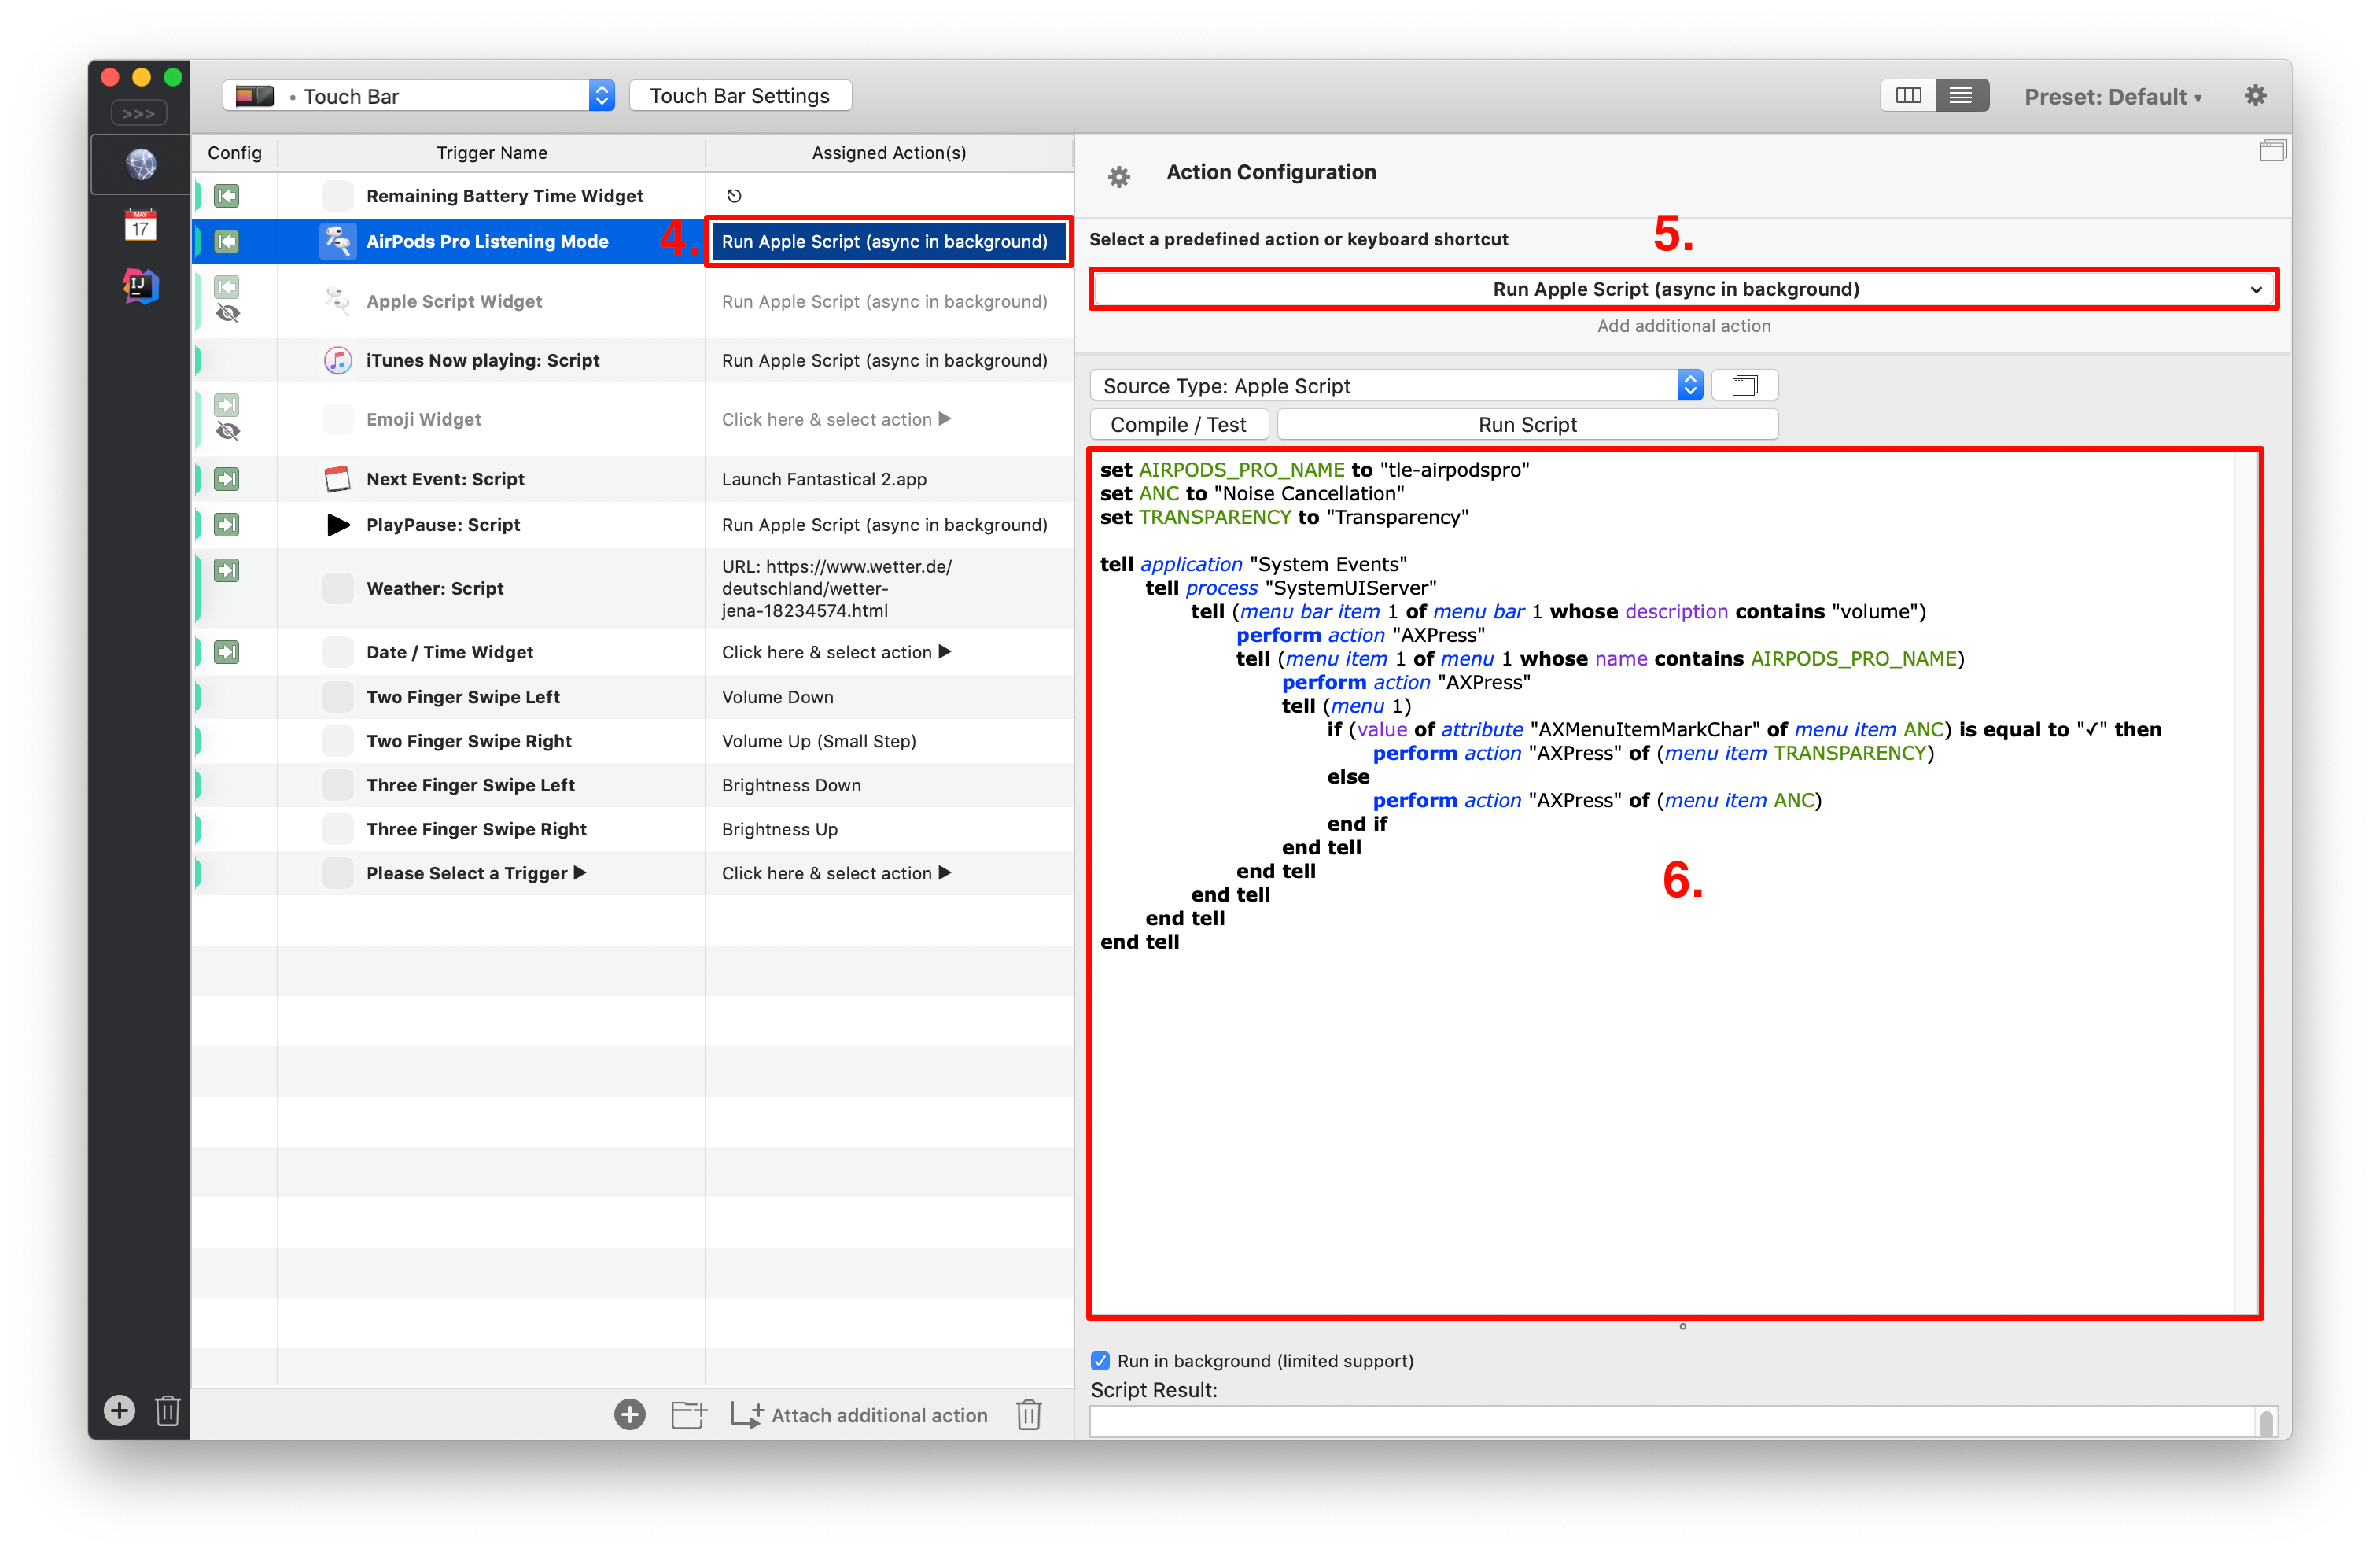 >>>
• Touch Bar
Touch Bar Settings
Preset: Default ▾
MAY
17
IJ
Config
Trigger Name
Assigned Action(s)
Remaining Battery Time Widget
AirPods Pro Listening Mode
4.
Run Apple Script (async in background)
Apple Script Widget
Run Apple Script (async in background)
iTunes Now playing: Script
Run Apple Script (async in background)
Emoji Widget
Click here & select action ▶
Next Event: Script
Launch Fantastical 2.app
PlayPause: Script
Run Apple Script (async in background)
Weather: Script
URL: https://www.wetter.de/
deutschland/wetter-
jena-18234574.html
Date / Time Widget
Click here & select action ▶
Two Finger Swipe Left
Volume Down
Two Finger Swipe Right
Volume Up (Small Step)
Three Finger Swipe Left
Brightness Down
Three Finger Swipe Right
Brightness Up
Please Select a Trigger ▶
Click here & select action ▶
Attach additional action
Action Configuration
Select a predefined action or keyboard shortcut
5.
Run Apple Script (async in background)
Add additional action
Source Type: Apple Script
Compile / Test
Run Script
set AIRPODS_PRO_NAME to "tle-airpodspro"
set ANC to "Noise Cancellation"
set TRANSPARENCY to "Transparency"
tell application "System Events"
tell process "SystemUIServer"
tell (menu bar item 1 of menu bar 1 whose description contains "volume")
perform action "AXPress"
tell (menu item 1 of menu 1 whose name contains AIRPODS_PRO_NAME)
perform action "AXPress"
tell (menu 1)
if (value of attribute "AXMenuItemMarkChar" of menu item ANC) is equal to "✓" then
perform action "AXPress" of (menu item TRANSPARENCY)
else
perform action "AXPress" of (menu item ANC)
end if
end tell
end tell
end tell
end tell
end tell
6.
Run in background (limited support)
Script Result: